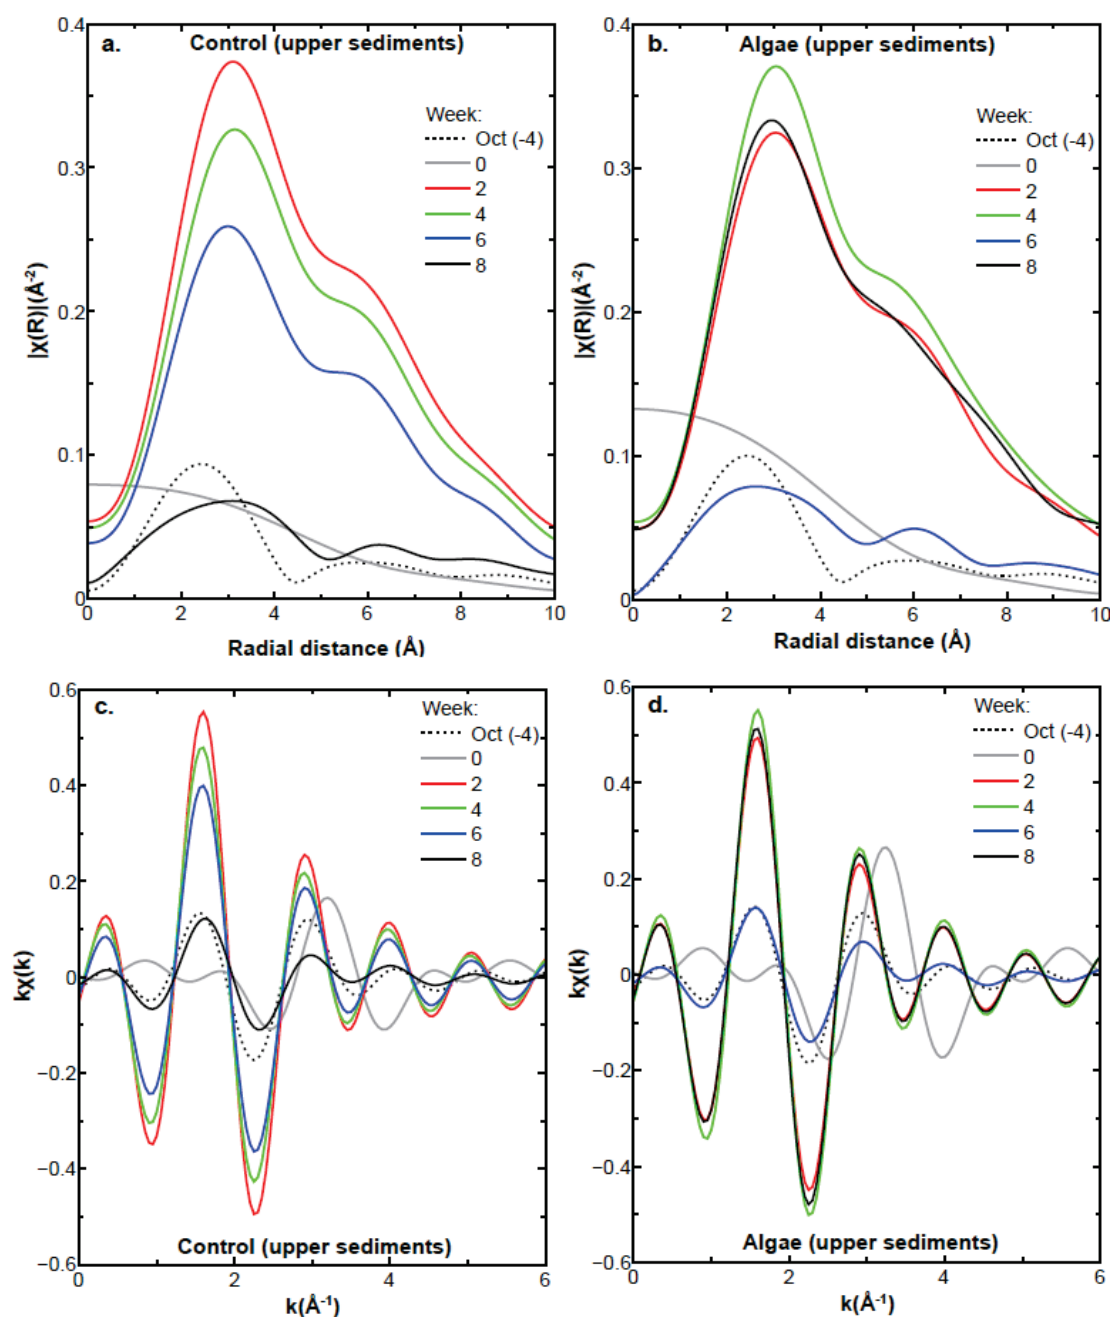 a.
Control (upper sediments)
Week:
Oct (-4)
0
2
4
6
8
|χ(R)|(Å⁻²)
0.4
0.3
0.2
0.1
0
0 2 4 6 8 10
Radial distance (Å)
b.
Algae (upper sediments)
Week:
Oct (-4)
0
2
4
6
8
|χ(R)|(Å⁻²)
0.4
0.3
0.2
0.1
0
0 2 4 6 8 10
Radial distance (Å)
c.
Week:
Oct (-4)
0
2
4
6
8
kχ(k)
0.6
0.4
0.2
0
−0.2
−0.4
−0.6
Control (upper sediments)
0 2 4 6
k(Å⁻¹)
d.
Week:
Oct (-4)
0
2
4
6
8
kχ(k)
0.6
0.4
0.2
0
−0.2
−0.4
−0.6
Algae (upper sediments)
0 2 4 6
k(Å⁻¹)